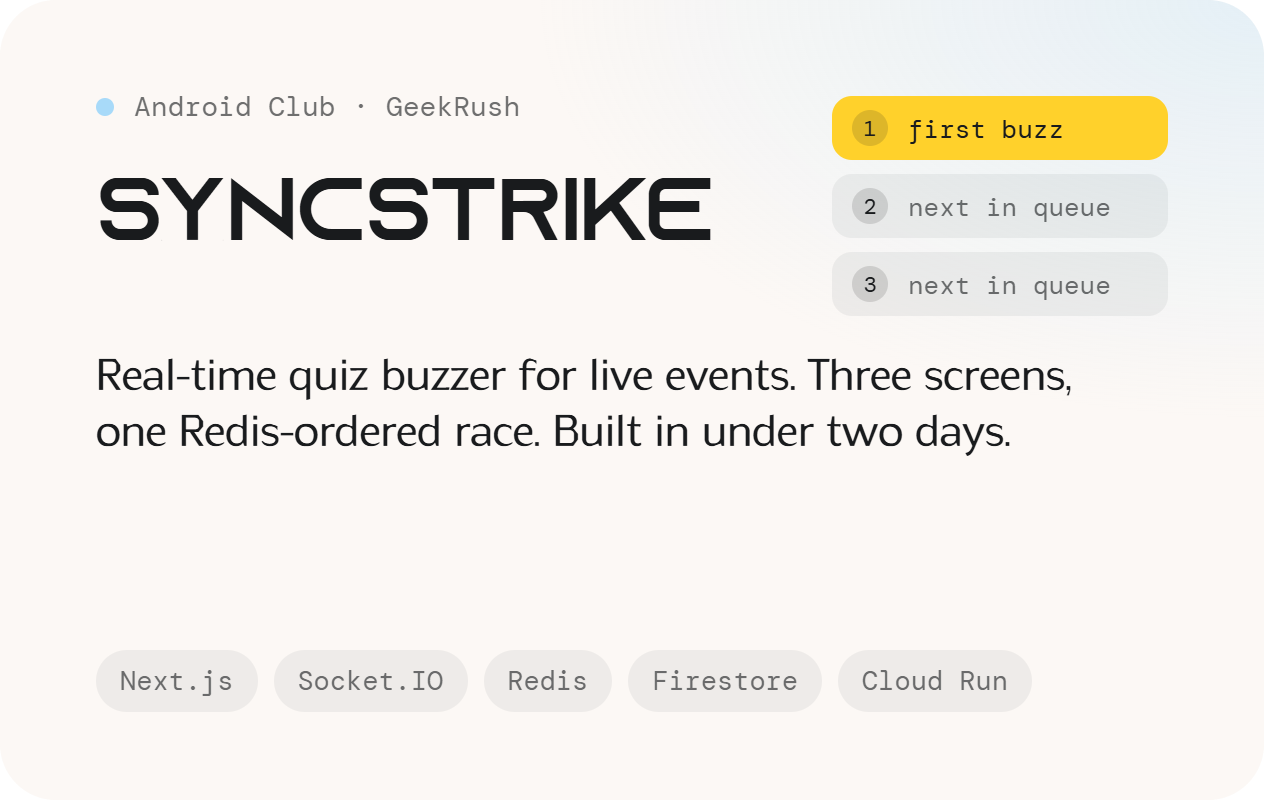 Android Club · GeekRush
SYNCSTRIKE
1 first buzz
2 next in queue
3 next in queue
Real-time quiz buzzer for live events. Three screens,
one Redis-ordered race. Built in under two days.
Next.js Socket.IO Redis Firestore Cloud Run